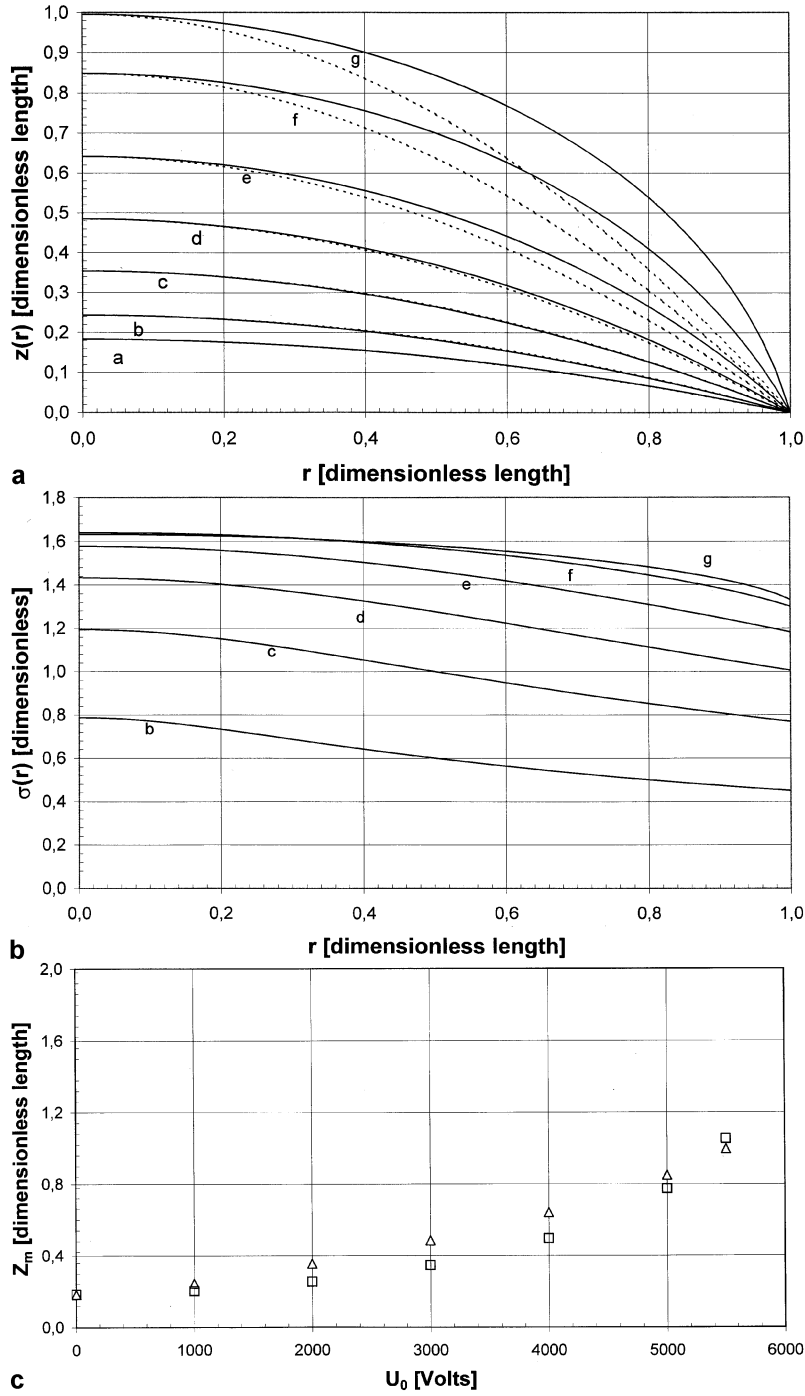 1,0
0,9
0,8
0,7
0,6
0,5
0,4
0,3
0,2
0,1
0,0
z(r) [dimensionless length]
g
f
e
d
c
b
a
0,0 0,2 0,4 0,6 0,8 1,0
r [dimensionless length]
a
1,8
1,6
1,4
1,2
1,0
0,8
0,6
0,4
0,2
0,0
σ(r) [dimensionless]
g
f
e
d
c
b
0,0 0,2 0,4 0,6 0,8 1,0
r [dimensionless length]
b
2,0
1,6
1,2
0,8
0,4
0,0
Zm [dimensionless length]
0 1000 2000 3000 4000 5000 6000
U0 [Volts]
c